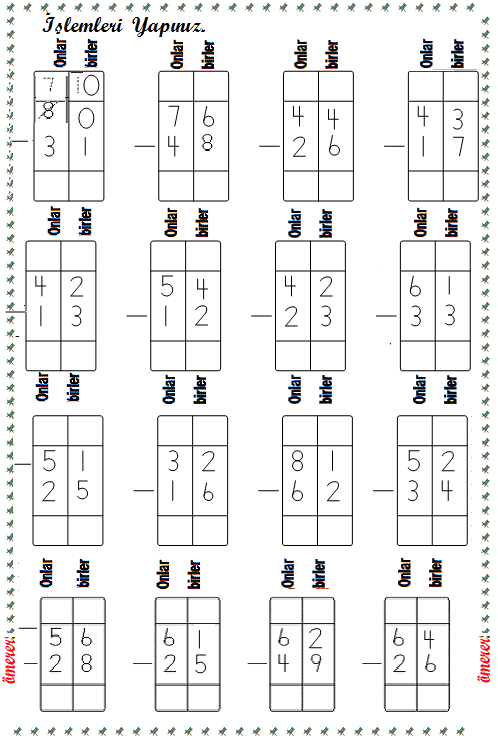 İşlemleri Yapınız.
Onlar birler Onlar birler Onlar birler Onlar birler
7 10
8 0 7 6 4 4 4 3
— 3 1 — 4 8 — 2 6 — 1 7
Onlar birler Onlar birler Onlar birler Onlar birler
4 2 5 4 4 2 6 1
— 1 3 — 1 2 — 2 3 — 3 3
Onlar birler Onlar birler Onlar birler Onlar birler
5 1 3 2 8 1 5 2
— 2 5 — 1 6 — 6 2 — 3 4
Onlar birler Onlar birler Onlar birler Onlar birler
5 6 6 1 6 2 6 4
— 2 8 — 2 5 — 4 9 — 2 6
ömerer
ömerer